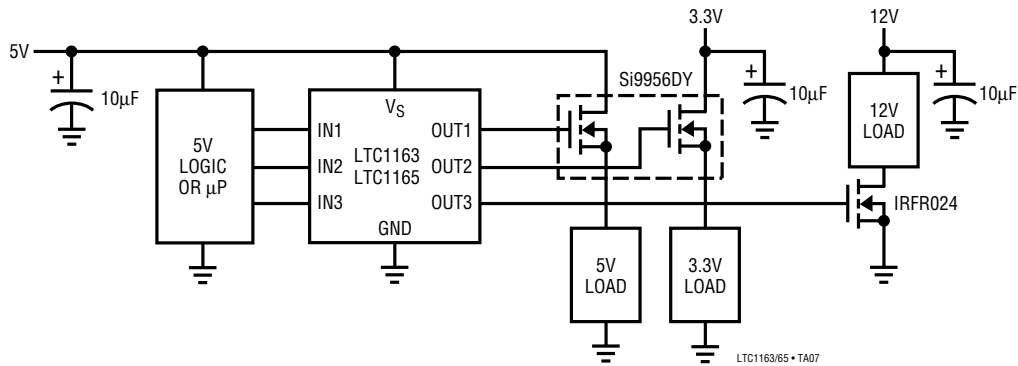 5V
3.3V
12V
+
10μF
Si9956DY
+
10μF
+
10μF
5V
LOGIC
OR μP
VS
IN1
IN2
IN3
LTC1163
LTC1165
OUT1
OUT2
OUT3
GND
12V
LOAD
IRFR024
5V
LOAD
3.3V
LOAD
LTC1163/65 • TA07